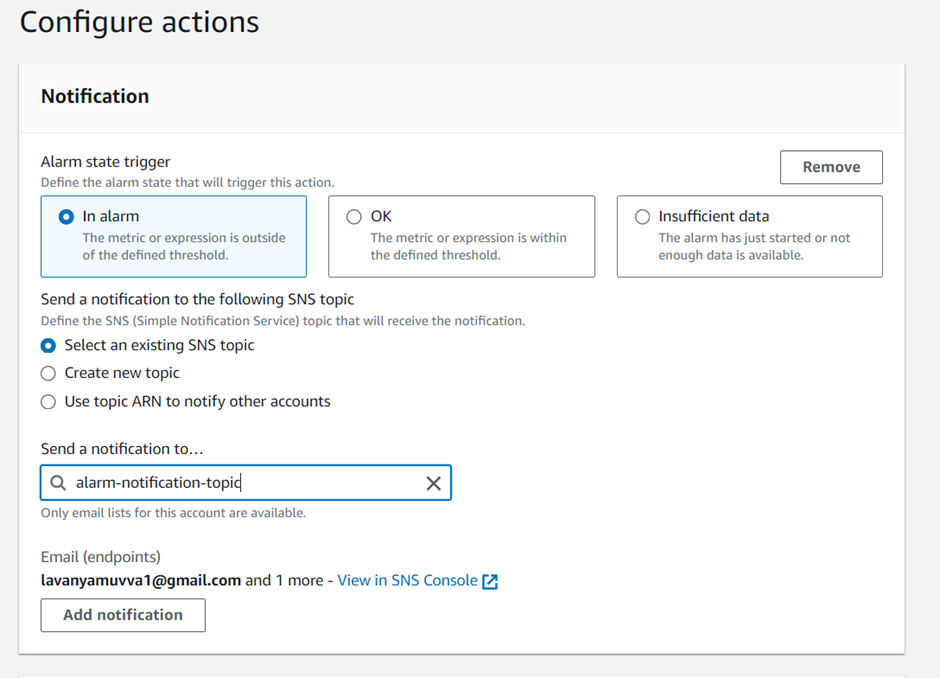 Configure actions
Notification
Alarm state trigger
Remove
Define the alarm state that will trigger this action.
In alarm
The metric or expression is outside
of the defined threshold.
OK
The metric or expression is within
the defined threshold.
Insufficient data
The alarm has just started or not
enough data is available.
Send a notification to the following SNS topic
Define the SNS (Simple Notification Service) topic that will receive the notification.
Select an existing SNS topic
Create new topic
Use topic ARN to notify other accounts
Send a notification to…
alarm-notification-topic
Only email lists for this account are available.
Email (endpoints)
lavanyamuvva1@gmail.com and 1 more - View in SNS Console
Add notification